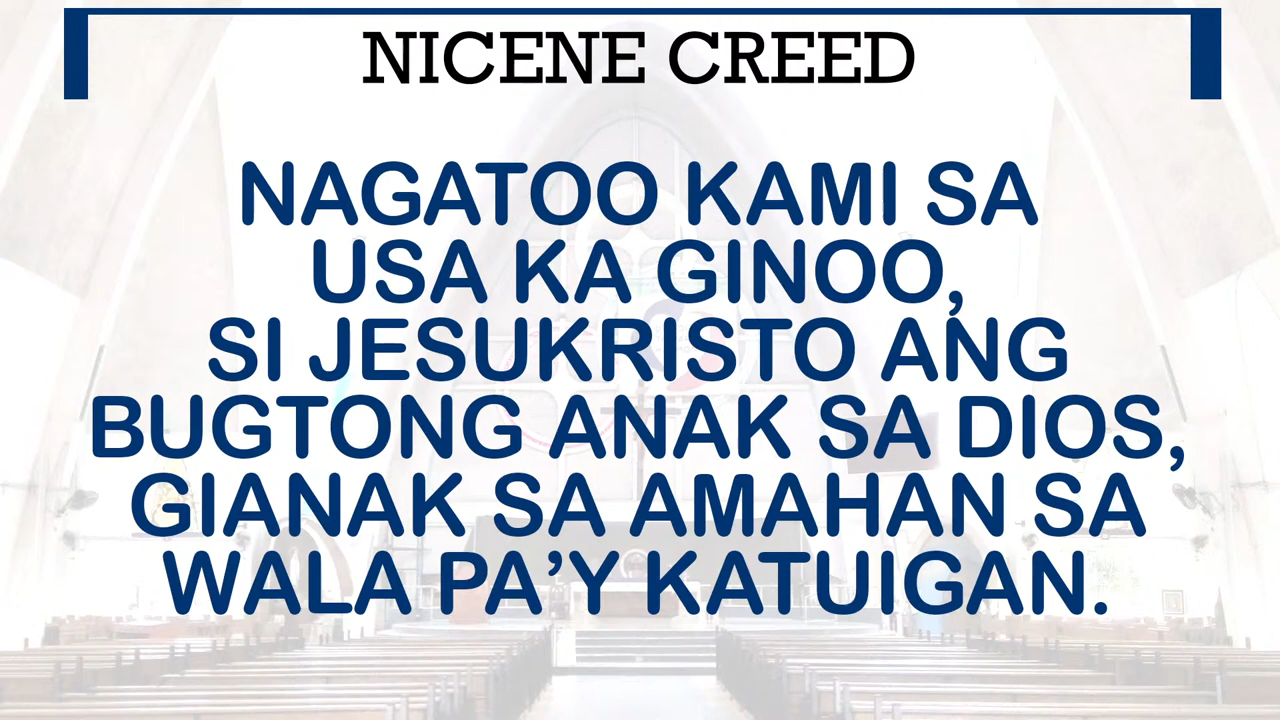 NICENE CREED
NAGATOO KAMI SA
USA KA GINOO,
SI JESUKRISTO ANG
BUGTONG ANAK SA DIOS,
GIANAK SA AMAHAN SA
WALA PA’Y KATUIGAN.